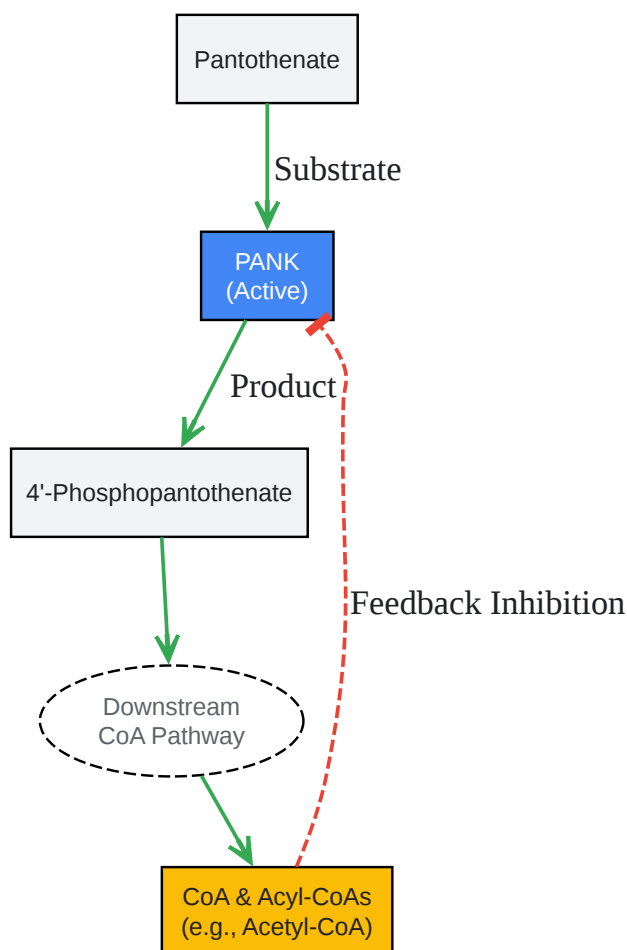 Pantothenate
Substrate
PANK
(Active)
Product
4'-Phosphopantothenate
Feedback Inhibition
Downstream
CoA Pathway
CoA & Acyl-CoAs
(e.g., Acetyl-CoA)